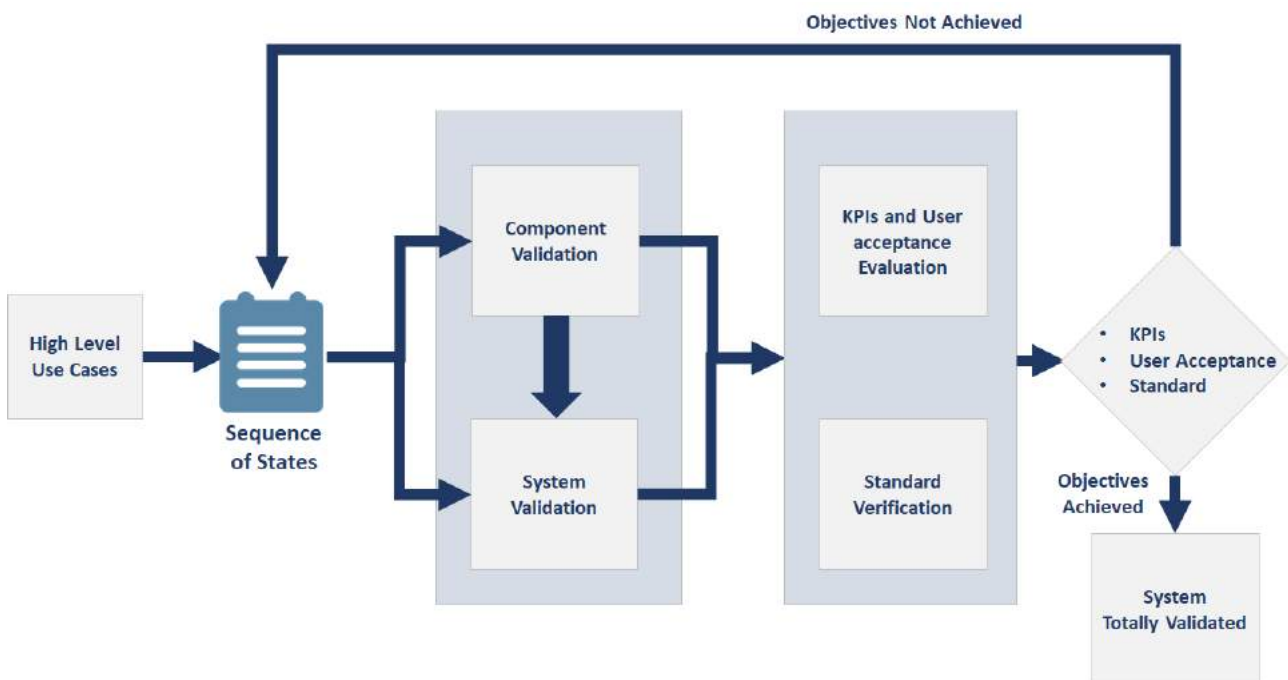 Objectives Not Achieved
High Level
Use Cases
Sequence
of States
Component
Validation
System
Validation
KPIs and User
acceptance
Evaluation
Standard
Verification
• KPIs
• User Acceptance
• Standard
Objectives
Achieved
System
Totally Validated